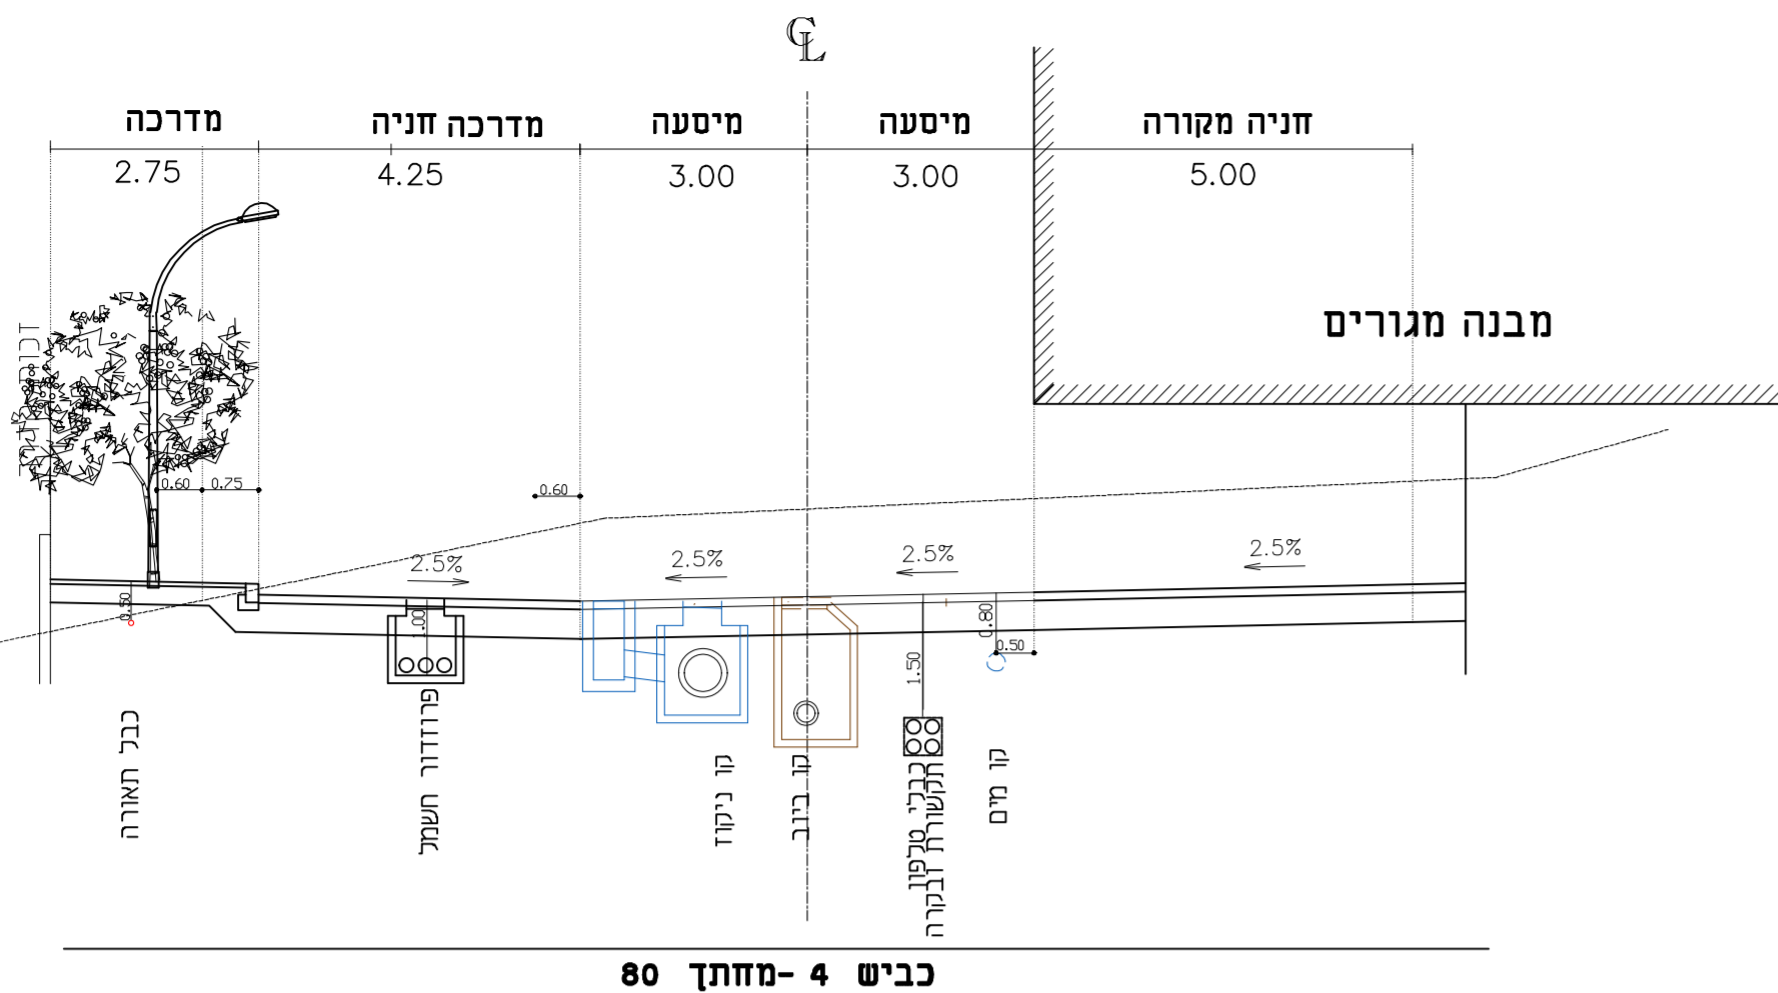 CL
מדרכה
חניה מדרכה
מיסעה
מיסעה
חניה מקורה
2.75
4.25
3.00
3.00
5.00
מבנה מגורים
0.60
0.75
0.60
2.5%
2.5%
2.5%
2.5%
0.50
1.00
1.50
0.80
0.50
כבל תאורה
פרוזדור חשמל
קו ניקוז
קו ביוב
כבלי טלפון
תקשורת ובקרה
קו מים
כביש 4 -מחתך 80